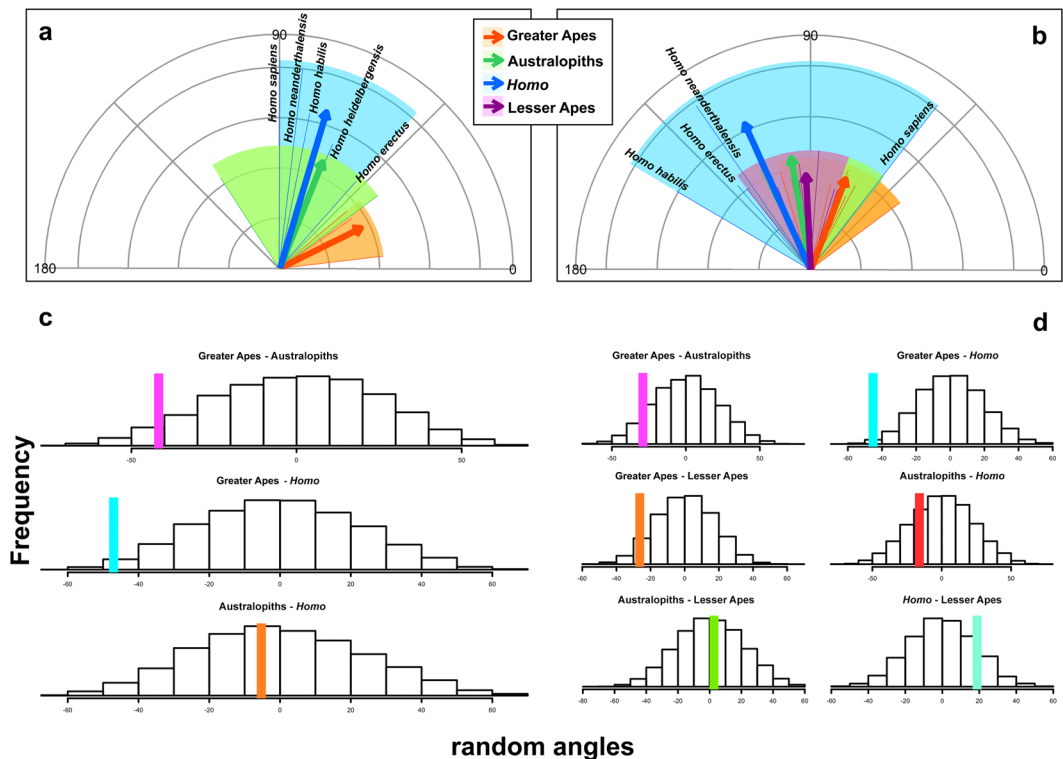 a
90
180
0
Homo sapiens
Homo neanderthalensis
Homo habilis
Homo heidelbergensis
Homo erectus
Greater Apes
Australopiths
Homo
Lesser Apes
b
90
180
0
Homo neanderthalensis
Homo erectus
Homo habilis
Homo sapiens
c
Frequency
Greater Apes - Australopiths
-50 0 50
Greater Apes - Homo
-60 -40 -20 0 20 40 60
Australopiths - Homo
-60 -40 -20 0 20 40 60
d
Greater Apes - Australopiths
-50 0 50
Greater Apes - Homo
-60 -40 -20 0 20 40 60
Greater Apes - Lesser Apes
-60 -40 -20 0 20 40 60
Australopiths - Homo
-50 0 50
Australopiths - Lesser Apes
-60 -40 -20 0 20 40 60
Homo - Lesser Apes
-60 -40 -20 0 20 40 60
random angles